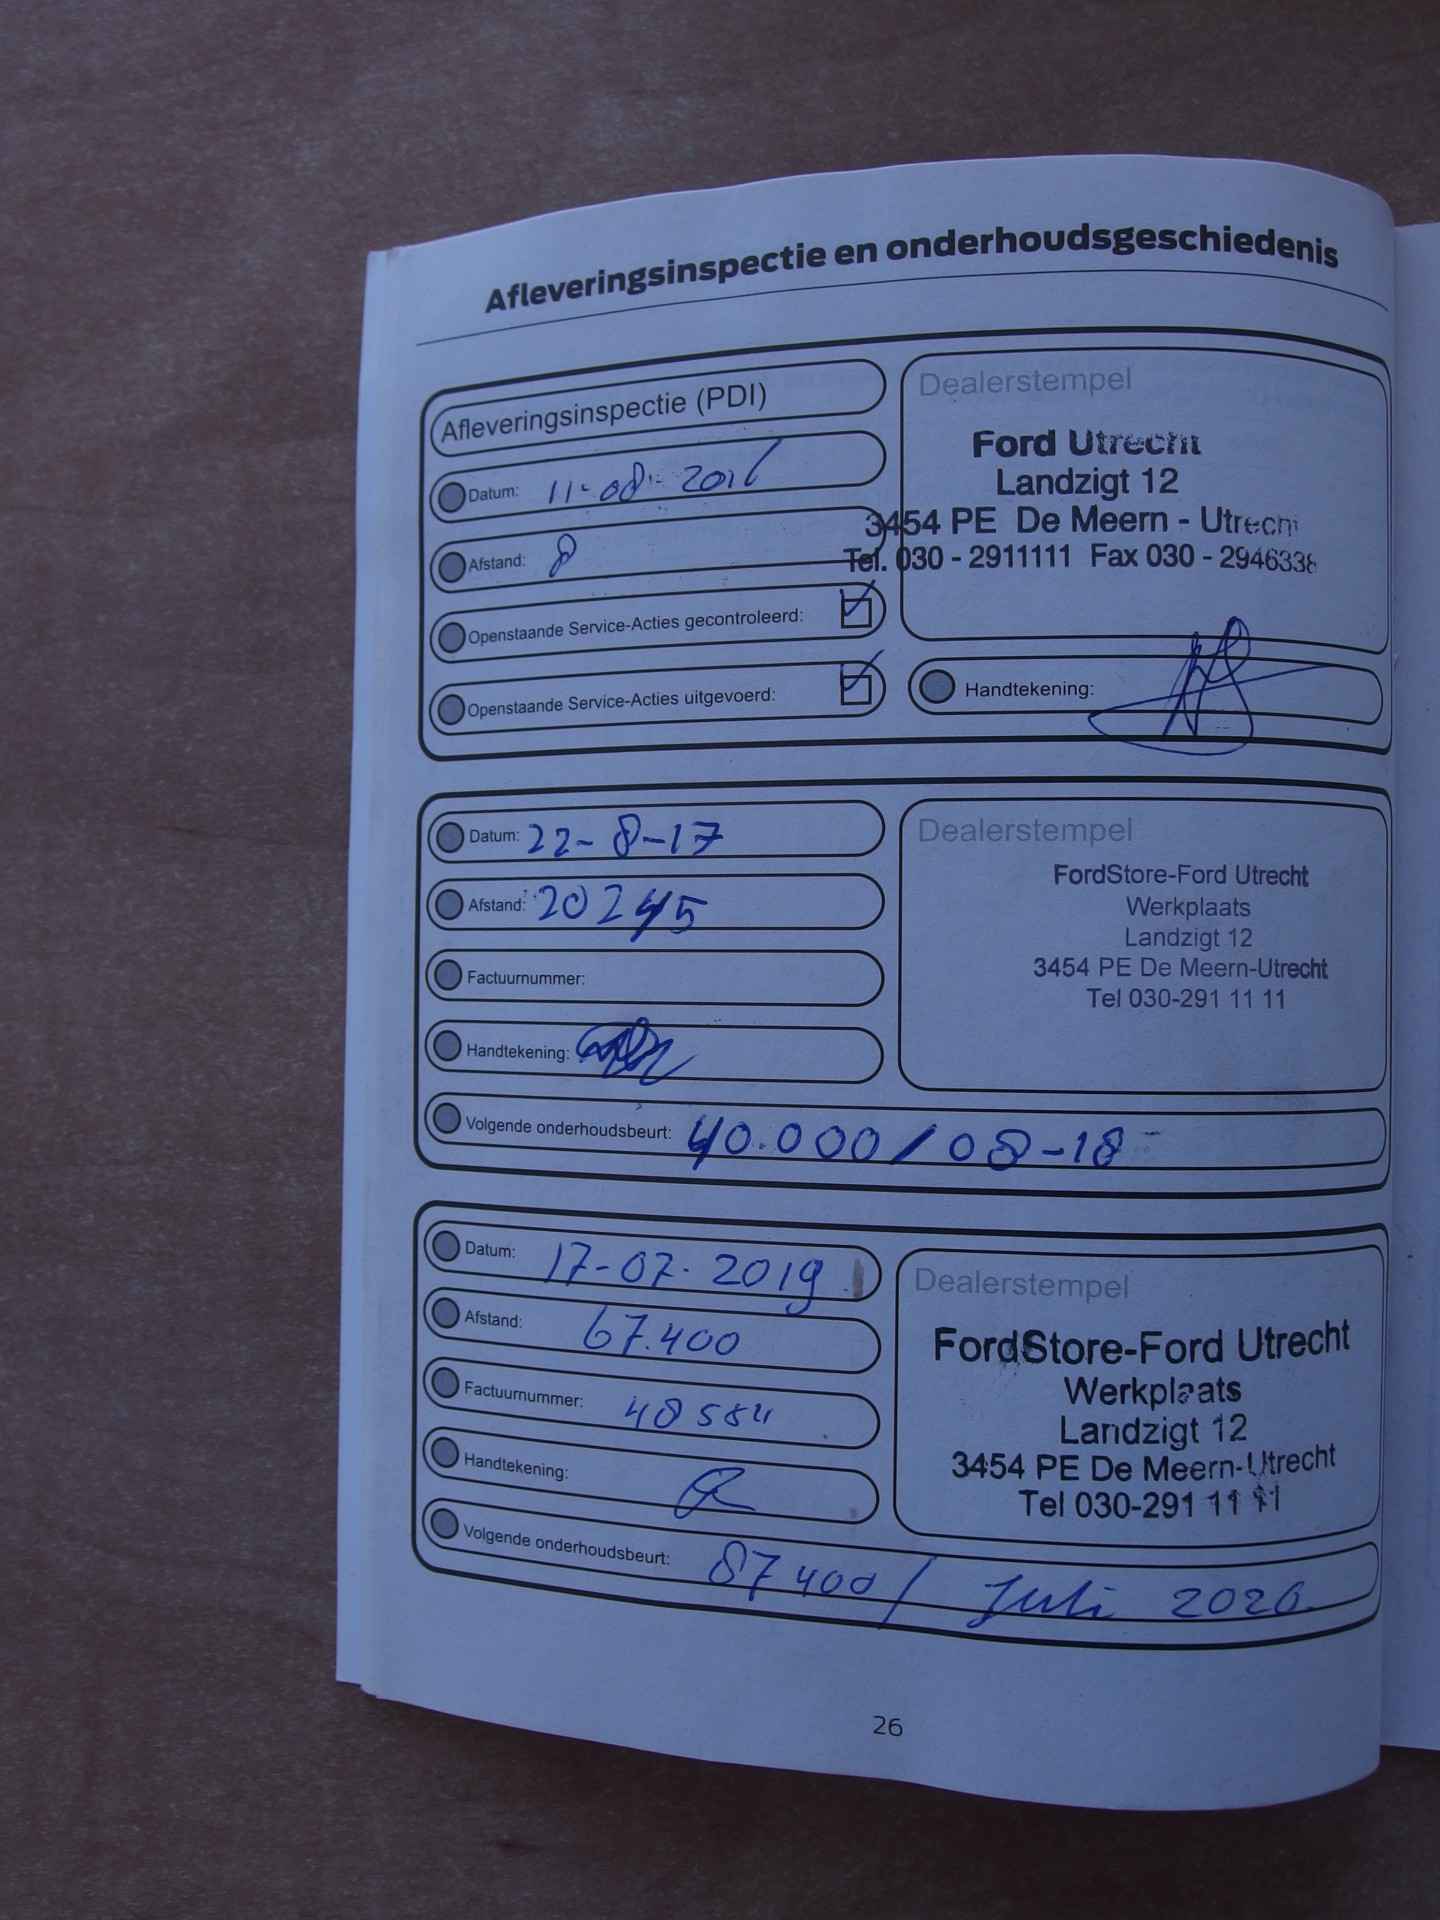 Afleveringsinspectie en onderhoudsgeschiedenis
Afleveringsinspectie (PDI)
Datum: 11-08-2016
Afstand: 8
Openstaande Service-Acties gecontroleerd:
Openstaande Service-Acties uitgevoerd:
Dealerstempel
Ford Utrecht
Landzigt 12
3454 PE De Meern - Utrecht
Tel. 030 - 2911111 Fax 030 - 2946338
Handtekening:
Datum: 22-8-17
Afstand: 20245
Factuurnummer:
Handtekening:
Dealerstempel
FordStore-Ford Utrecht
Werkplaats
Landzigt 12
3454 PE De Meern-Utrecht
Tel 030-291 11 11
Volgende onderhoudsbeurt: 40.000/08-18
Datum: 17-07-2019
Afstand: 67.400
Factuurnummer: 48584
Handtekening:
Dealerstempel
FordStore-Ford Utrecht
Werkplaats
Landzigt 12
3454 PE De Meern-Utrecht
Tel 030-291 11 11
Volgende onderhoudsbeurt: 87400/ Juli 2020
26